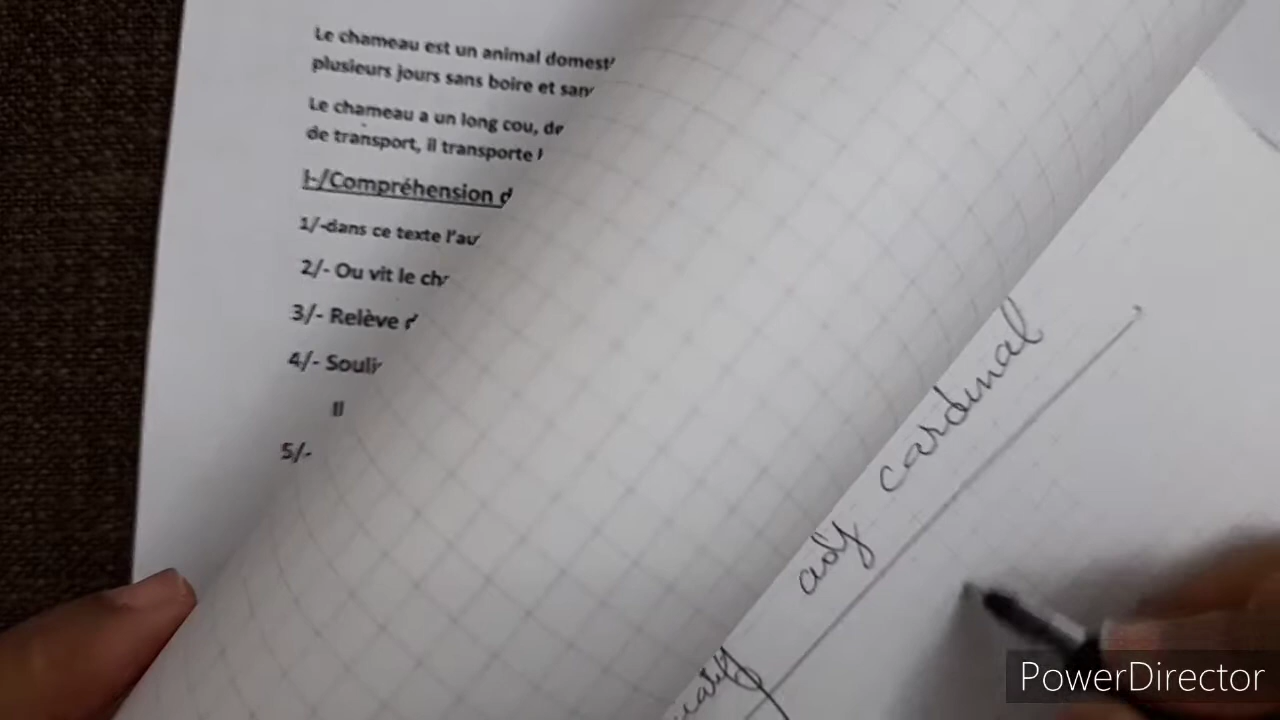 Le chameau est un animal domest
plusieurs jours sans boire et san
Le chameau a un long cou, de
de transport, il transporte l
I-/Compréhension d
1/-dans ce texte l'au
2/- Ou vit le ch
3/- Relève d
4/- Souli
Il
5/-
adj cardinal
PowerDirector